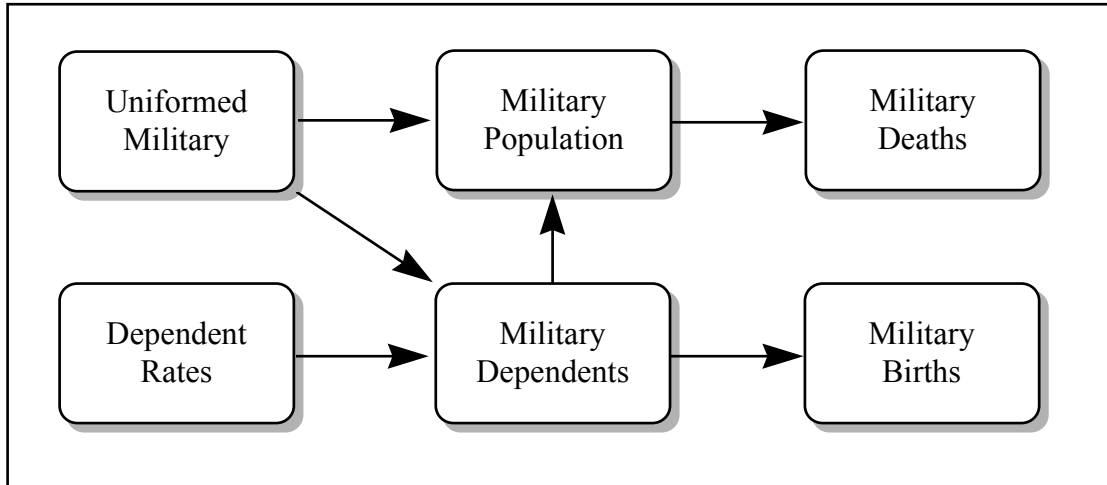 Uniformed
Military
Military
Population
Military
Deaths
Dependent
Rates
Military
Dependents
Military
Births